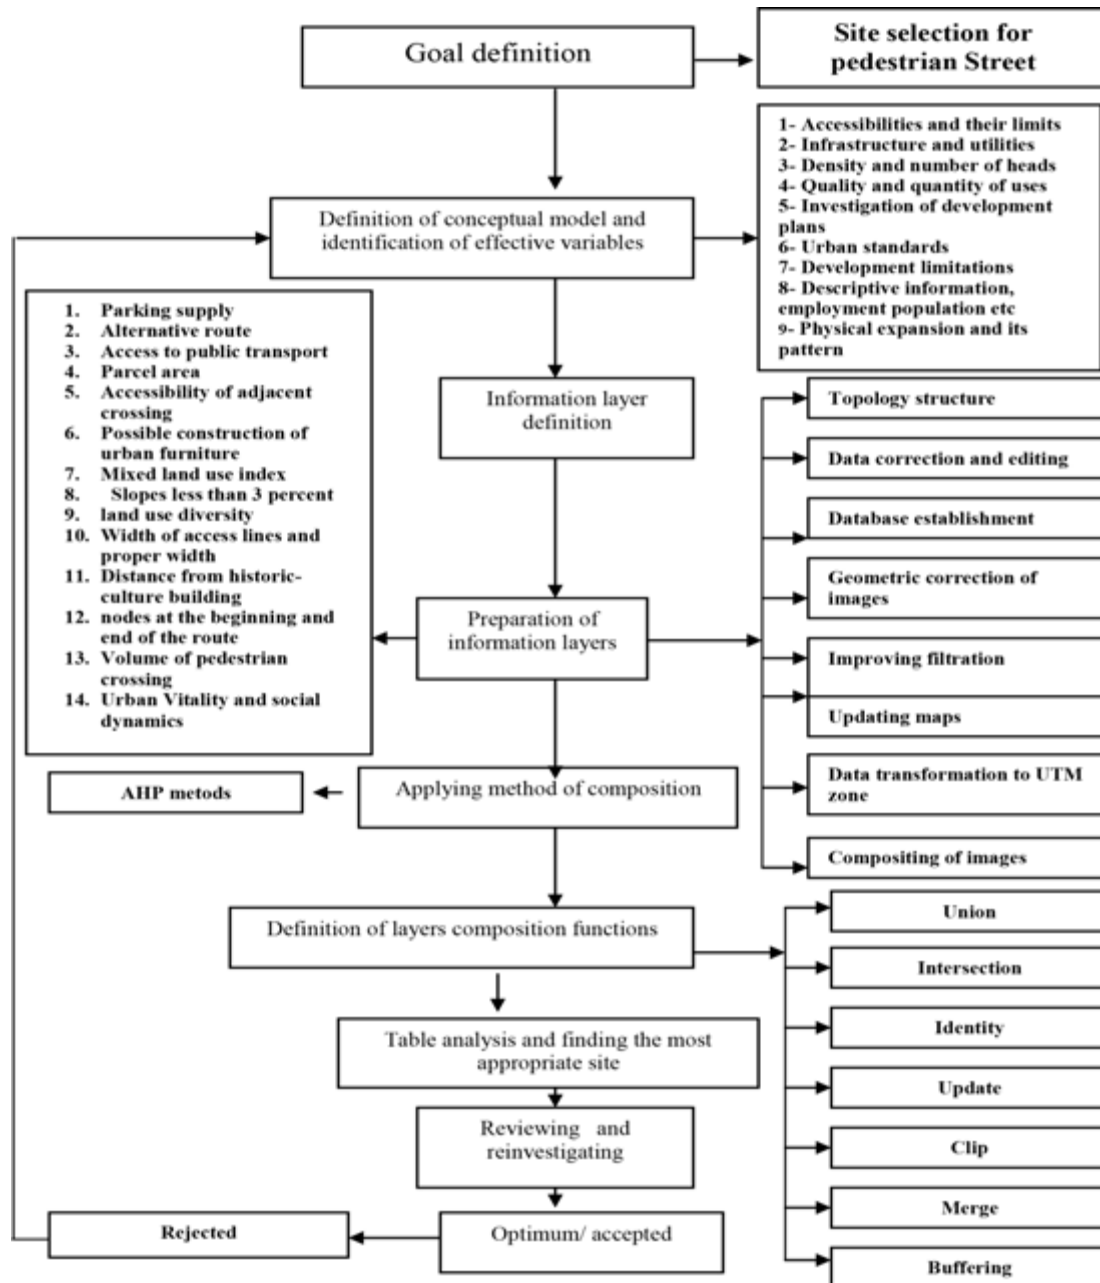 Goal definition
Site selection for
pedestrian Street
1- Accessibilities and their limits
2- Infrastructure and utilities
3- Density and number of heads
4- Quality and quantity of uses
5- Investigation of development
plans
6- Urban standards
7- Development limitations
8- Descriptive information,
employment population etc
9- Physical expansion and its
pattern
Definition of conceptual model and
identification of effective variables
1. Parking supply
2. Alternative route
3. Access to public transport
4. Parcel area
5. Accessibility of adjacent
crossing
6. Possible construction of
urban furniture
7. Mixed land use index
8. Slopes less than 3 percent
9. land use diversity
10. Width of access lines and
proper width
11. Distance from historic-
culture building
12. nodes at the beginning and
end of the route
13. Volume of pedestrian
crossing
14. Urban Vitality and social
dynamics
Information layer
definition
Topology structure
Data correction and editing
Database establishment
Geometric correction of
images
Preparation of
information layers
Improving filtration
Updating maps
Data transformation to UTM
zone
Compositing of images
AHP metods
Applying method of composition
Definition of layers composition functions
Union
Intersection
Identity
Update
Clip
Merge
Buffering
Table analysis and finding the most
appropriate site
Reviewing and
reinvestigating
Rejected
Optimum/ accepted